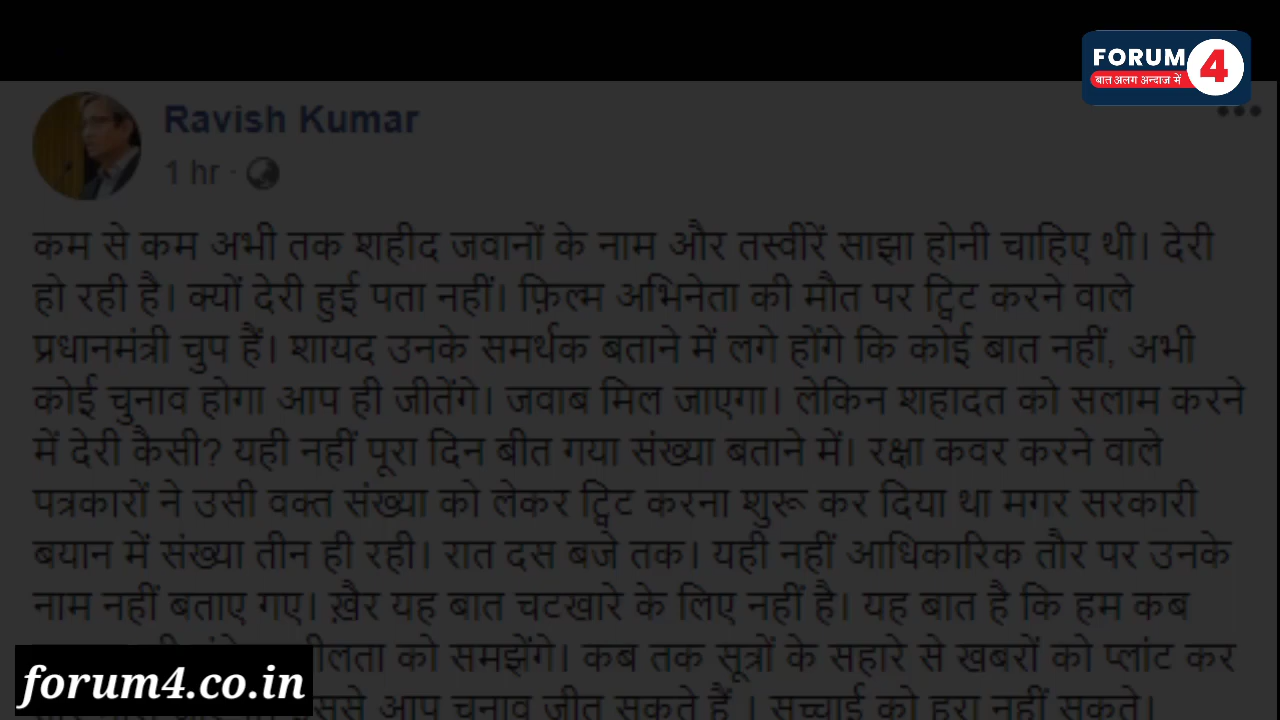 FORUM 4
बात अलग अन्दाज में
Ravish Kumar
1 hr ·
कम से कम अभी तक शहीद जवानों के नाम और तस्वीरें साझा होनी चाहिए थी। देरी
हो रही है। क्यों देरी हुई पता नहीं। फ़िल्म अभिनेता की मौत पर ट्विट करने वाले
प्रधानमंत्री चुप हैं। शायद उनके समर्थक बताने में लगे होंगे कि कोई बात नहीं, अभी
कोई चुनाव होगा आप ही जीतेंगे। जवाब मिल जाएगा। लेकिन शहादत को सलाम करने
में देरी कैसी? यही नहीं पूरा दिन बीत गया संख्या बताने में। रक्षा कवर करने वाले
पत्रकारों ने उसी वक्त संख्या को लेकर ट्विट करना शुरू कर दिया था मगर सरकारी
बयान में संख्या तीन ही रही। रात दस बजे तक। यही नहीं आधिकारिक तौर पर उनके
नाम नहीं बताए गए। ख़ैर यह बात चटखारे के लिए नहीं है। यह बात है कि हम कब
को समझेंगे। कब तक सूत्रों के सहारे से खबरों को प्लांट कर
आप चुनाव जीत सकते हैं । सच्चाई को हरा नहीं सकते।
forum4.co.in